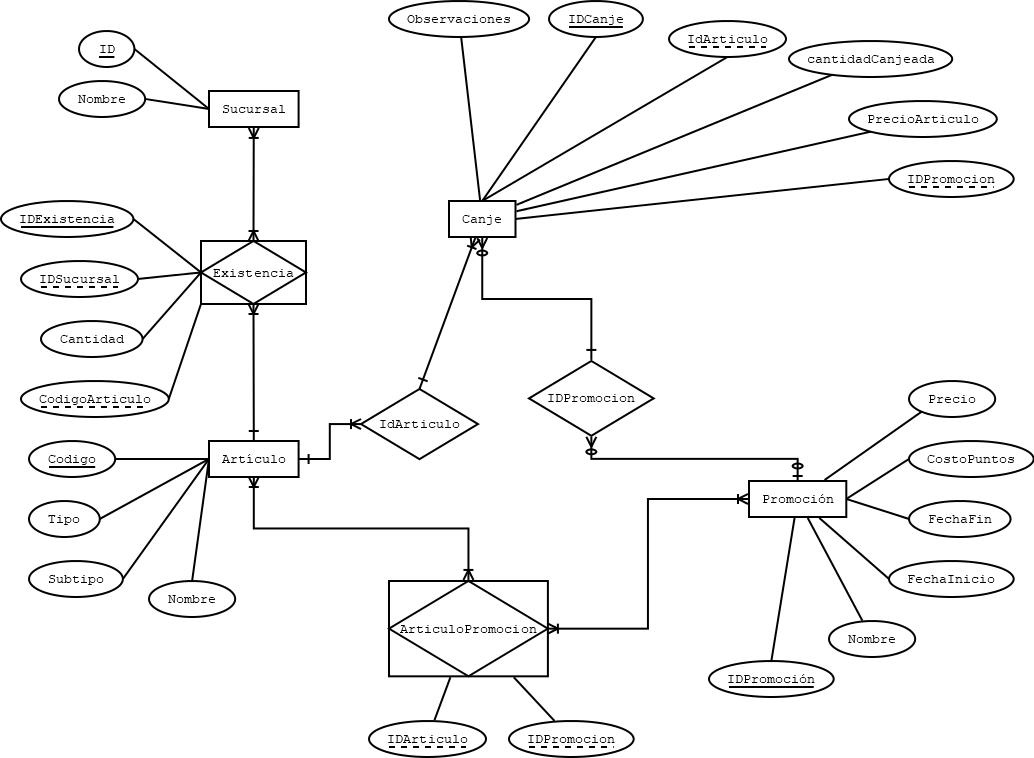 Observaciones
IDCanje
IdArticulo
cantidadCanjeada
PrecioArticulo
IDPromocion
ID
Nombre
Sucursal
Canje
IDExistencia
IDSucursal
Existencia
Cantidad
CodigoArticulo
Codigo
Tipo
Subtipo
Nombre
Artículo
IdArticulo
IDPromocion
Precio
CostoPuntos
Promoción
FechaFin
FechaInicio
Nombre
IDPromoción
ArticuloPromocion
IDArticulo
IDPromocion